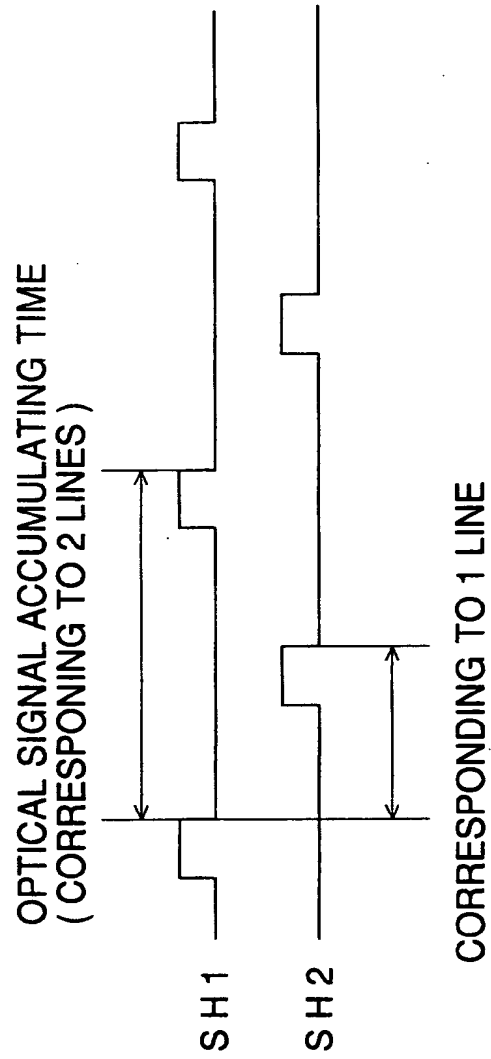 OPTICAL SIGNAL ACCUMULATING TIME
( CORRESPONING TO 2 LINES )
SH1
SH2
CORRESPONDING TO 1 LINE